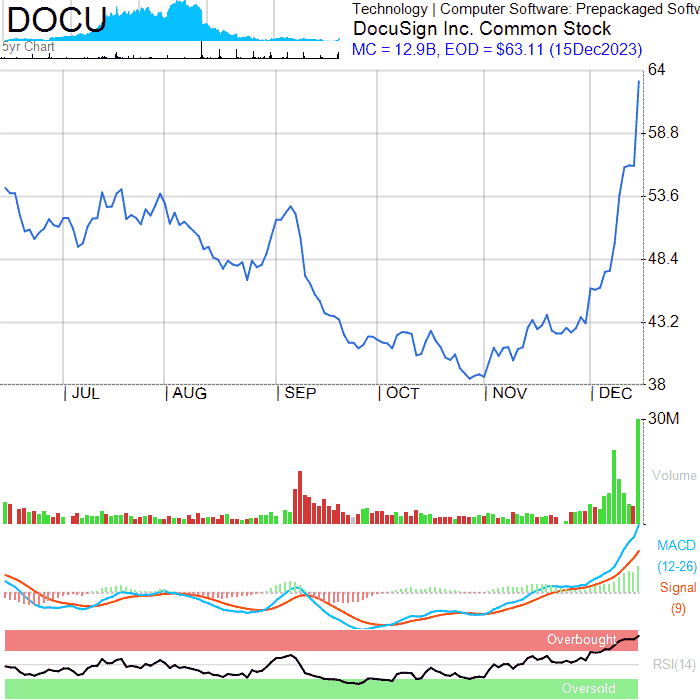 DOCU
5yr Chart
Technology | Computer Software: Prepackaged Softw
DocuSign Inc. Common Stock
MC = 12.9B, EOD = $63.11 (15Dec2023)
64
58.8
53.6
48.4
43.2
38
JUL AUG SEP OCT NOV DEC
30M
Volume
MACD
(12-26)
Signal
(9)
Overbought
RSI(14)
Oversold